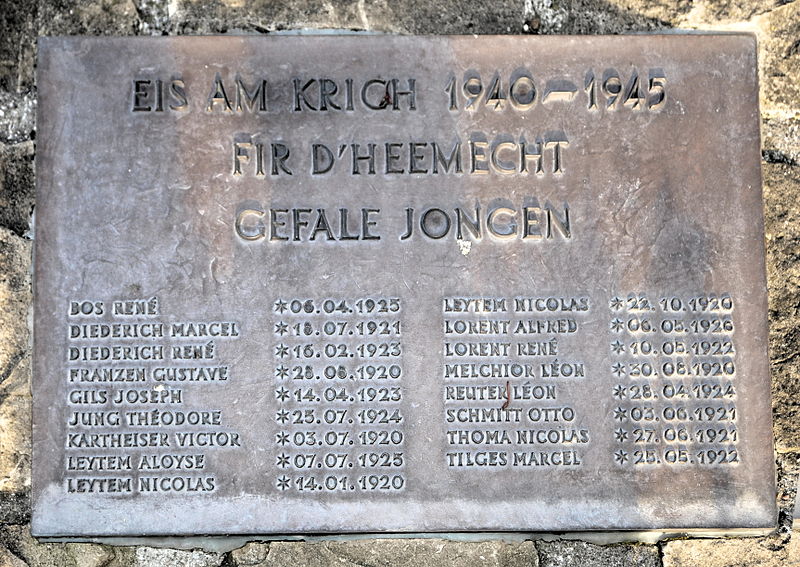 EIS AM KRICH 1940–1945
FIR D'HEEMECHT
GEFALE JONGEN
BOS RENÉ *06.04.1925
DIEDERICH MARCEL *18.07.1921
DIEDERICH RENÉ *16.02.1923
FRANZEN GUSTAVE *28.08.1920
GILS JOSEPH *14.04.1923
JUNG THÉODORE *25.07.1924
KARTHEISER VICTOR *03.07.1920
LEYTEM ALOYSE *07.07.1925
LEYTEM NICOLAS *14.01.1920
LEYTEM NICOLAS *22.10.1920
LORENT ALFRED *06.05.1926
LORENT RENÉ *10.05.1922
MELCHIOR LÉON *30.08.1920
REUTER LÉON *28.04.1924
SCHMITT OTTO *03.06.1921
THOMA NICOLAS *27.06.1921
TILGES MARCEL *25.05.1922